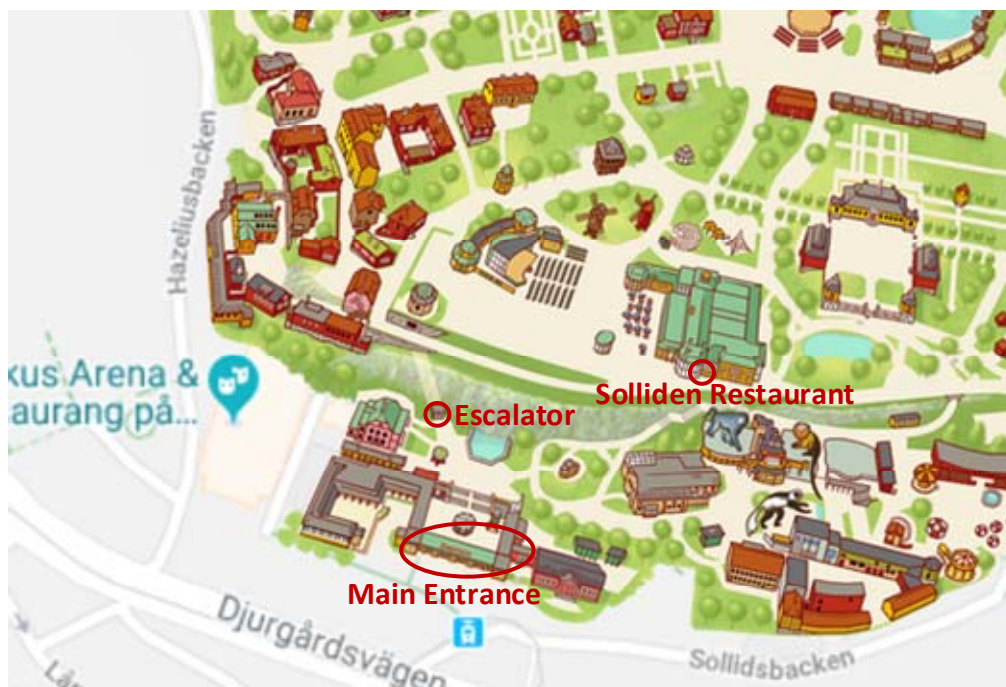 Hazeliusbacken
kus Arena &
aurang på...
Solliden Restaurant
Escalator
Main Entrance
Djurgårdsvägen
Sollidsbacken